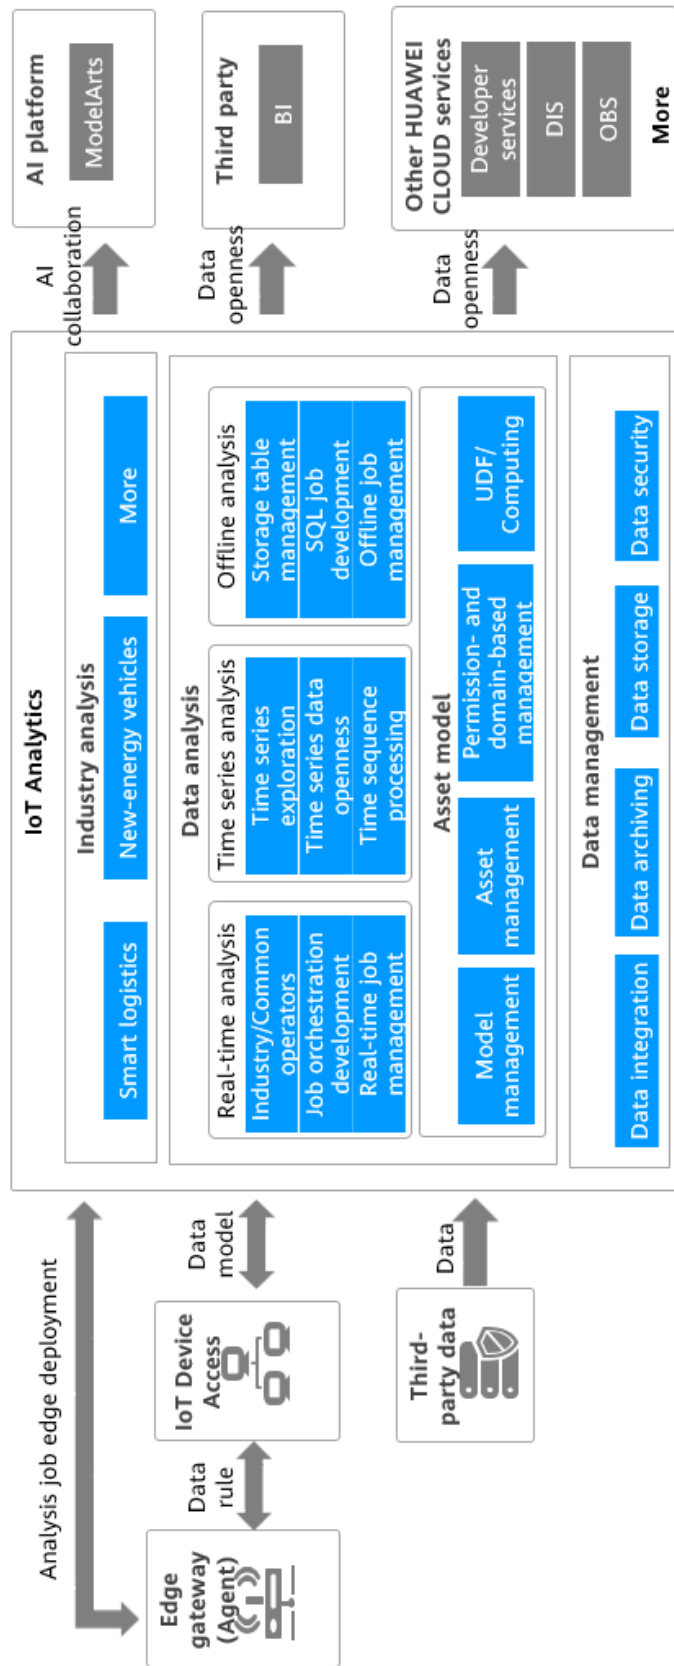 Analysis job edge deployment
Edge
gateway
(Agent)
Data
rule
IoT Device
Access
Data
model
Third-
party data
Data
IoT Analytics
Industry analysis
Smart logistics
New-energy vehicles
More
Data analysis
Real-time analysis
Industry/Common
operators
Job orchestration
development
Real-time job
management
Time series analysis
Time series
exploration
Time series data
openness
Time sequence
processing
Offline analysis
Storage table
management
SQL job
development
Offline job
management
Asset model
Model
management
Asset
management
Permission- and
domain-based
management
UDF/
Computing
Data management
Data integration
Data archiving
Data storage
Data security
AI
collaboration
Data
openness
Data
openness
AI platform
ModelArts
Third party
BI
Other HUAWEI
CLOUD services
Developer
services
DIS
OBS
More